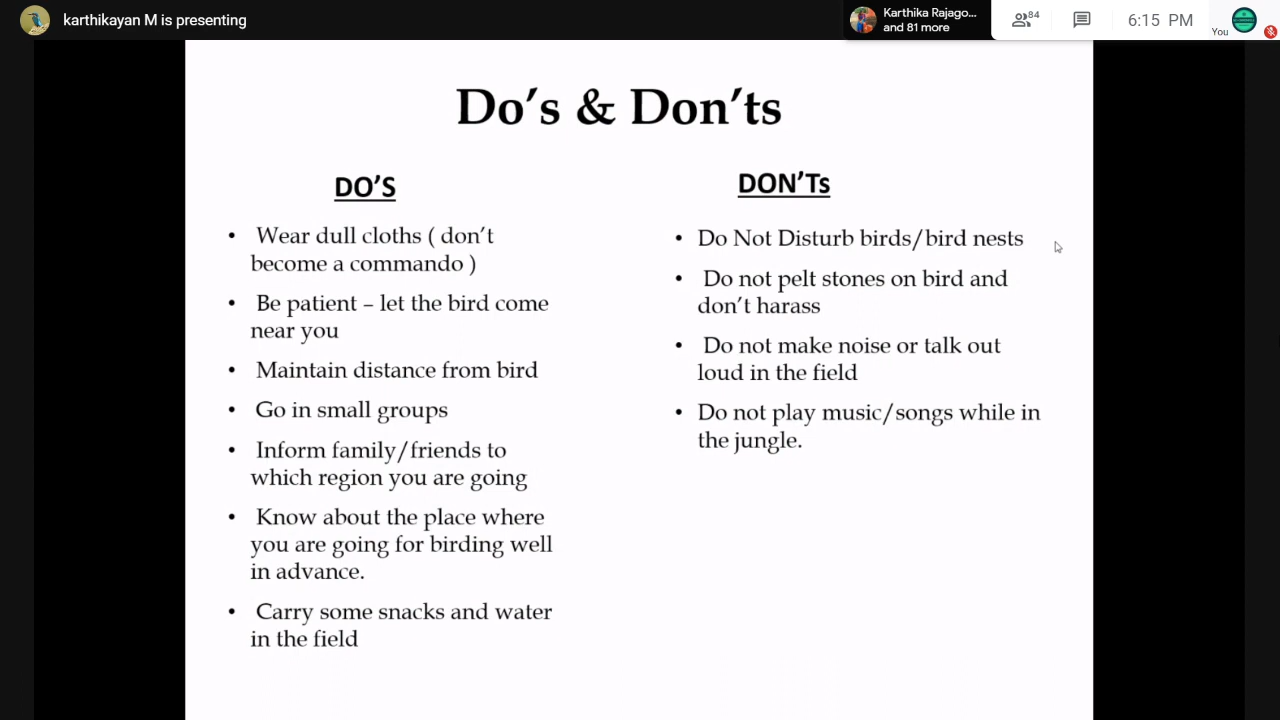 karthikayan M is presenting
Karthika Rajago...
and 81 more
84
6:15 PM
You
Do's & Don'ts
DO'S
• Wear dull cloths ( don't
become a commando )
• Be patient – let the bird come
near you
• Maintain distance from bird
• Go in small groups
• Inform family/friends to
which region you are going
• Know about the place where
you are going for birding well
in advance.
• Carry some snacks and water
in the field
DON'Ts
• Do Not Disturb birds/bird nests
• Do not pelt stones on bird and
don't harass
• Do not make noise or talk out
loud in the field
• Do not play music/songs while in
the jungle.